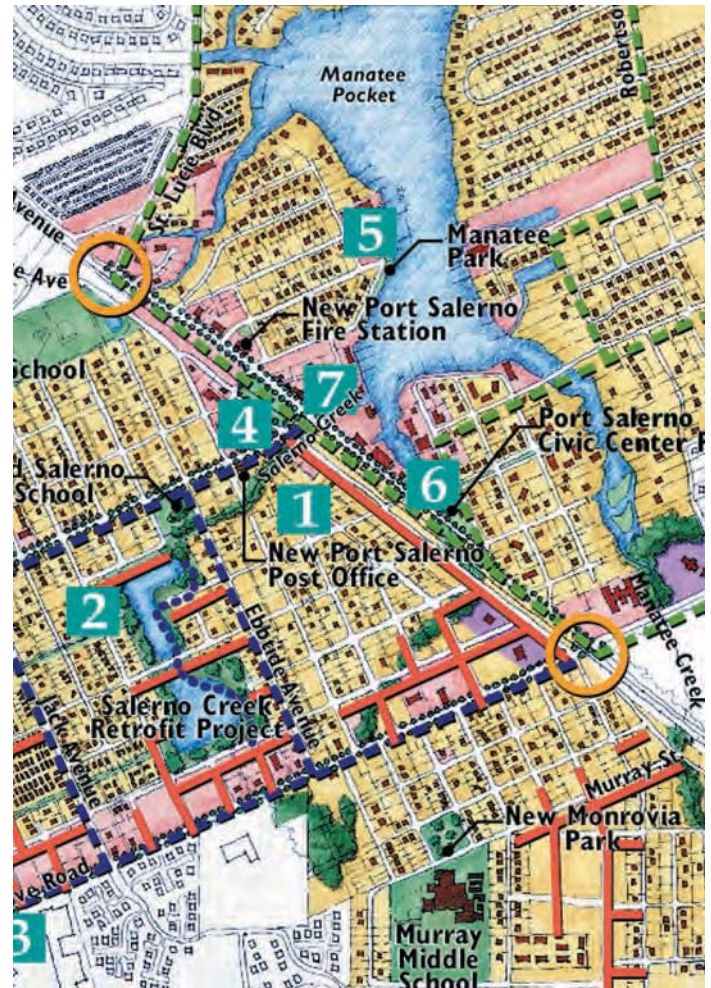 Manatee
Pocket
Robertso
St. Lucie Blvd.
Avenue
e Ave
5
Manatee
Park
New Port Salerno
Fire Station
School
7
4
Salerno Creek
Port Salerno
Civic Center P
d Salerno
School
6
1
New Port Salerno
Post Office
2
Ebbtide Avenue
Manatee Creek
Salerno Creek
Retrofit Project
Jack Avenue
Murray St.
New Monrovia
Park
ve Road
3
Murray
Middle
School